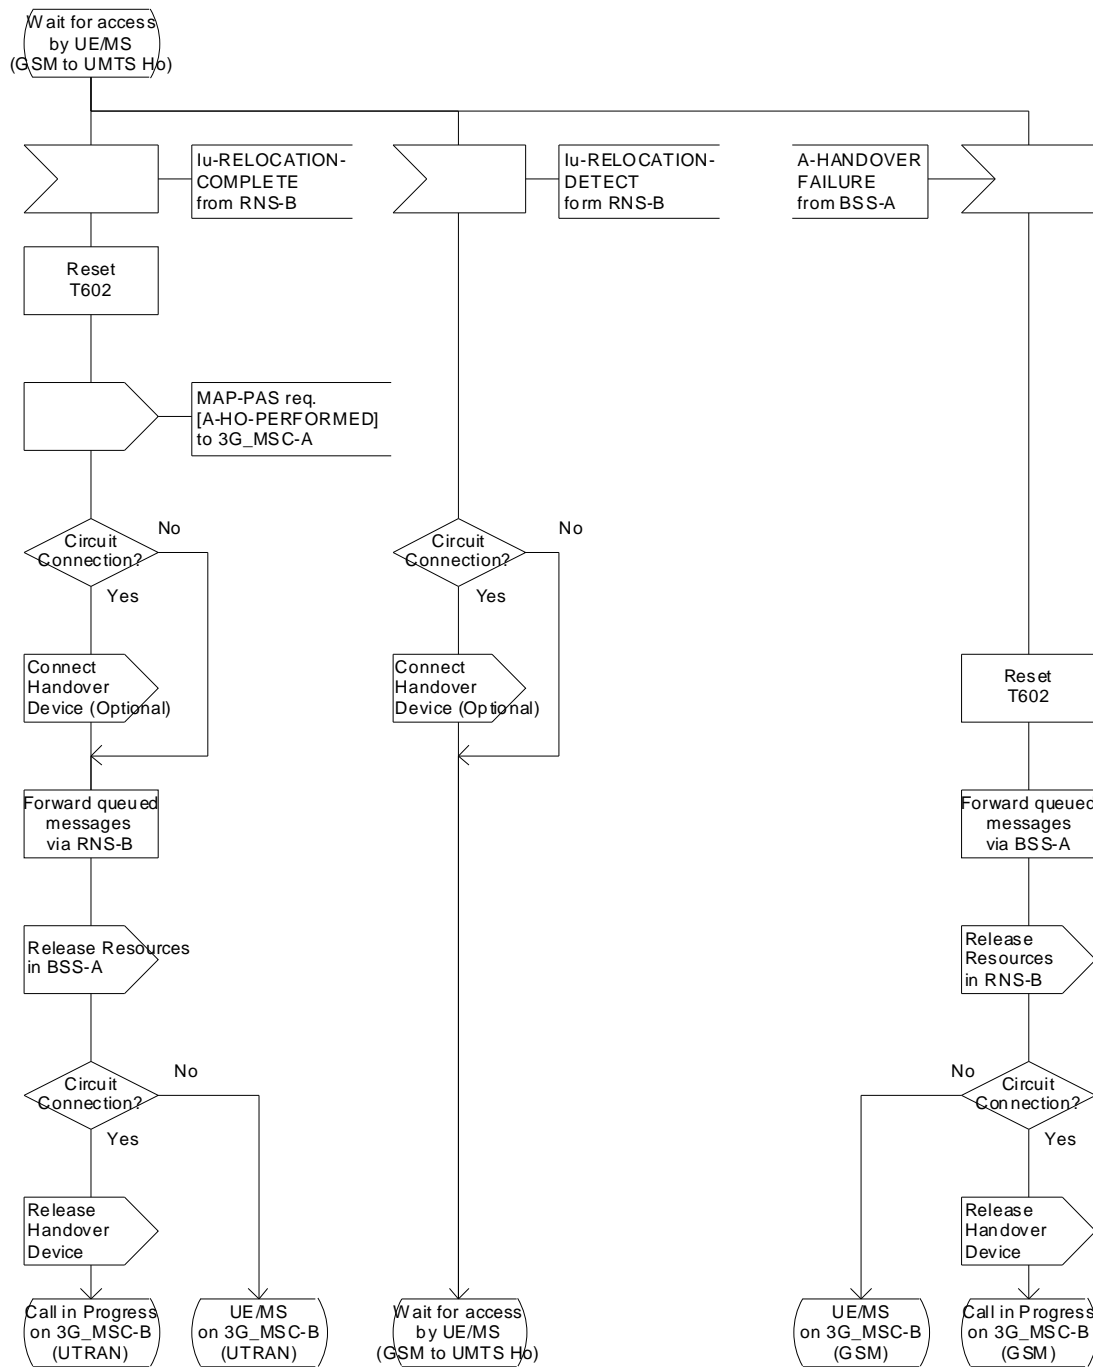 Wait for access
by UE/MS
(GSM to UMTS Ho)
Iu-RELOCATION-
COMPLETE
from RNS-B
Iu-RELOCATION-
DETECT
form RNS-B
A-HANDOVER
FAILURE
from BSS-A
Reset
T602
MAP-PAS req.
[A-HO-PERFORMED]
to 3G_MSC-A
Circuit
Connection?
No
Yes
Circuit
Connection?
No
Yes
Connect
Handover
Device (Optional)
Connect
Handover
Device (Optional)
Reset
T602
Forward queued
messages
via RNS-B
Forward queued
messages
via BSS-A
Release Resources
in BSS-A
Release
Resources
in RNS-B
Circuit
Connection?
No
Yes
No
Circuit
Connection?
Yes
Release
Handover
Device
Release
Handover
Device
Call in Progress
on 3G_MSC-B
(UTRAN)
UE/MS
on 3G_MSC-B
(UTRAN)
Wait for access
by UE/MS
(GSM to UMTS Ho)
UE/MS
on 3G_MSC-B
(GSM)
Call in Progress
on 3G_MSC-B
(GSM)